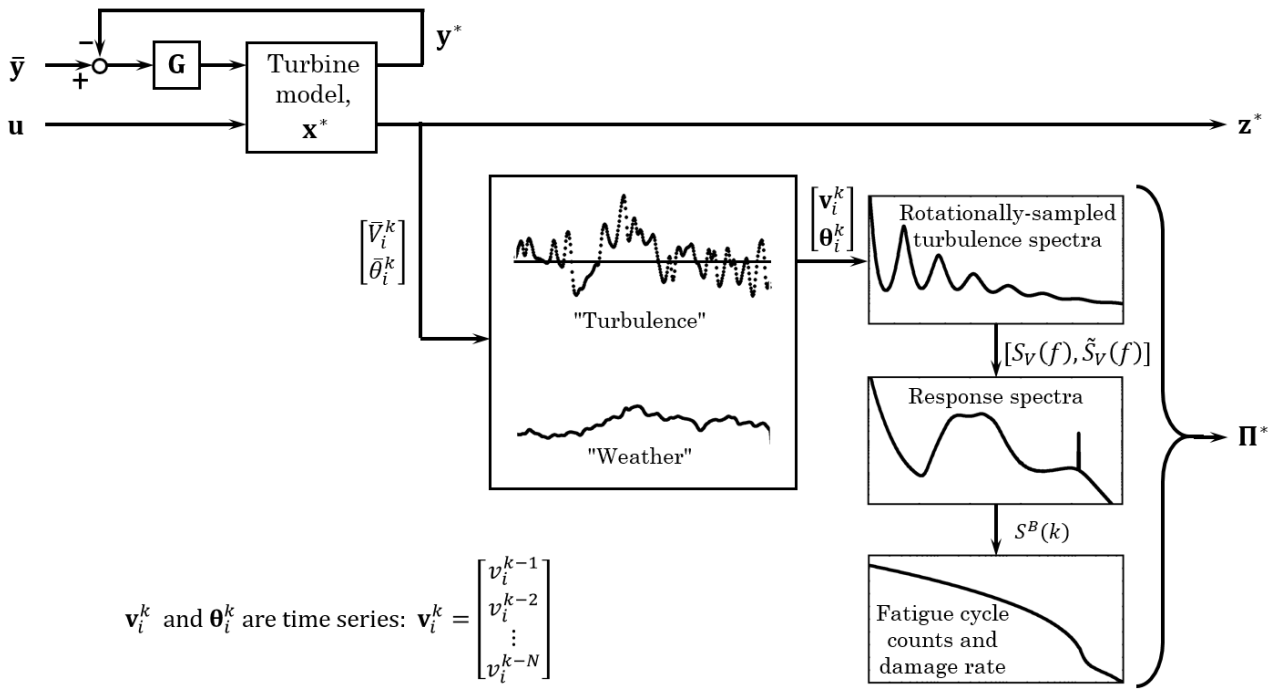 ȳ
−
+
G
Turbine
model,
x*
y*
u
z*
[V̄ᵢᵏ
θ̄ᵢᵏ]
"Turbulence"
"Weather"
[vᵢᵏ
θᵢᵏ]
Rotationally-sampled
turbulence spectra
[S_V(f), S̃_V(f)]
Response spectra
S^B(k)
Fatigue cycle
counts and
damage rate
Π*
vᵢᵏ and θᵢᵏ are time series: vᵢᵏ = [vᵢᵏ⁻¹
vᵢᵏ⁻²
⋮
vᵢᵏ⁻ᴺ]